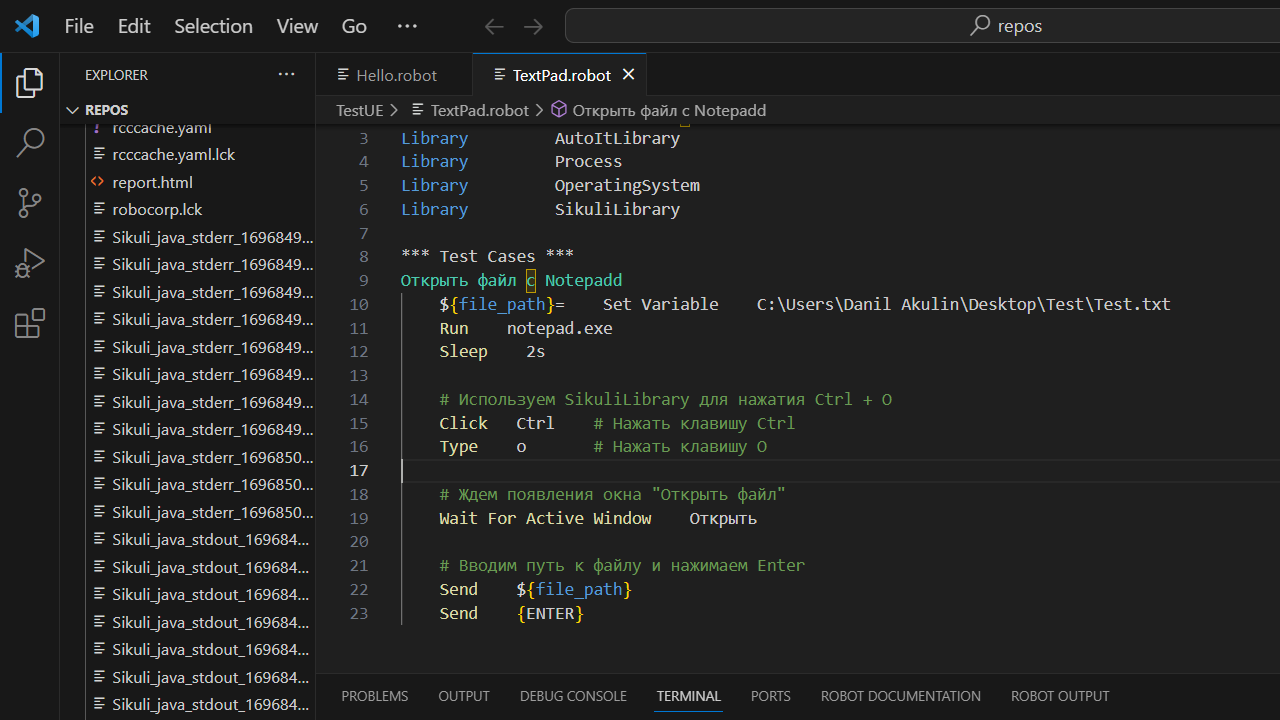 File Edit Selection View Go ···
repos
EXPLORER ···
REPOS
rcccache.yaml
rcccache.yaml.lck
report.html
robocorp.lck
Sikuli_java_stderr_1696849...
Sikuli_java_stderr_1696849...
Sikuli_java_stderr_1696849...
Sikuli_java_stderr_1696849...
Sikuli_java_stderr_1696849...
Sikuli_java_stderr_1696849...
Sikuli_java_stderr_1696849...
Sikuli_java_stderr_1696849...
Sikuli_java_stderr_1696850...
Sikuli_java_stderr_1696850...
Sikuli_java_stderr_1696850...
Sikuli_java_stdout_169684...
Sikuli_java_stdout_169684...
Sikuli_java_stdout_169684...
Sikuli_java_stdout_169684...
Sikuli_java_stdout_169684...
Sikuli_java_stdout_169684...
Sikuli_java_stdout_169684...
Hello.robot TextPad.robot
TestUE > TextPad.robot > Открыть файл с Notepadd
3 Library AutoItLibrary
4 Library Process
5 Library OperatingSystem
6 Library SikuliLibrary
7
8 *** Test Cases ***
9 Открыть файл с Notepadd
10 ${file_path}= Set Variable C:\Users\Danil Akulin\Desktop\Test\Test.txt
11 Run notepad.exe
12 Sleep 2s
13
14 # Используем SikuliLibrary для нажатия Ctrl + O
15 Click Ctrl # Нажать клавишу Ctrl
16 Type o # Нажать клавишу O
17
18 # Ждем появления окна "Открыть файл"
19 Wait For Active Window Открыть
20
21 # Вводим путь к файлу и нажимаем Enter
22 Send ${file_path}
23 Send {ENTER}
PROBLEMS OUTPUT DEBUG CONSOLE TERMINAL PORTS ROBOT DOCUMENTATION ROBOT OUTPUT